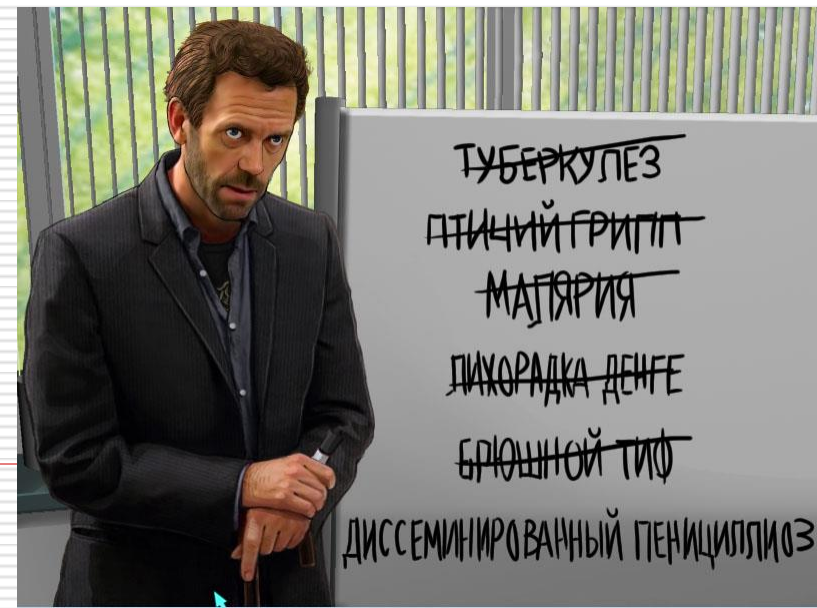 ТУБЕРКУЛЕЗ
ПТИЧИЙ ГРИПП
МАЛЯРИЯ
ЛИХОРАДКА ДЕНГЕ
БРЮШНОЙ ТИФ
ДИССЕМИНИРОВАННЫЙ ПЕНИЦИЛЛИОЗ